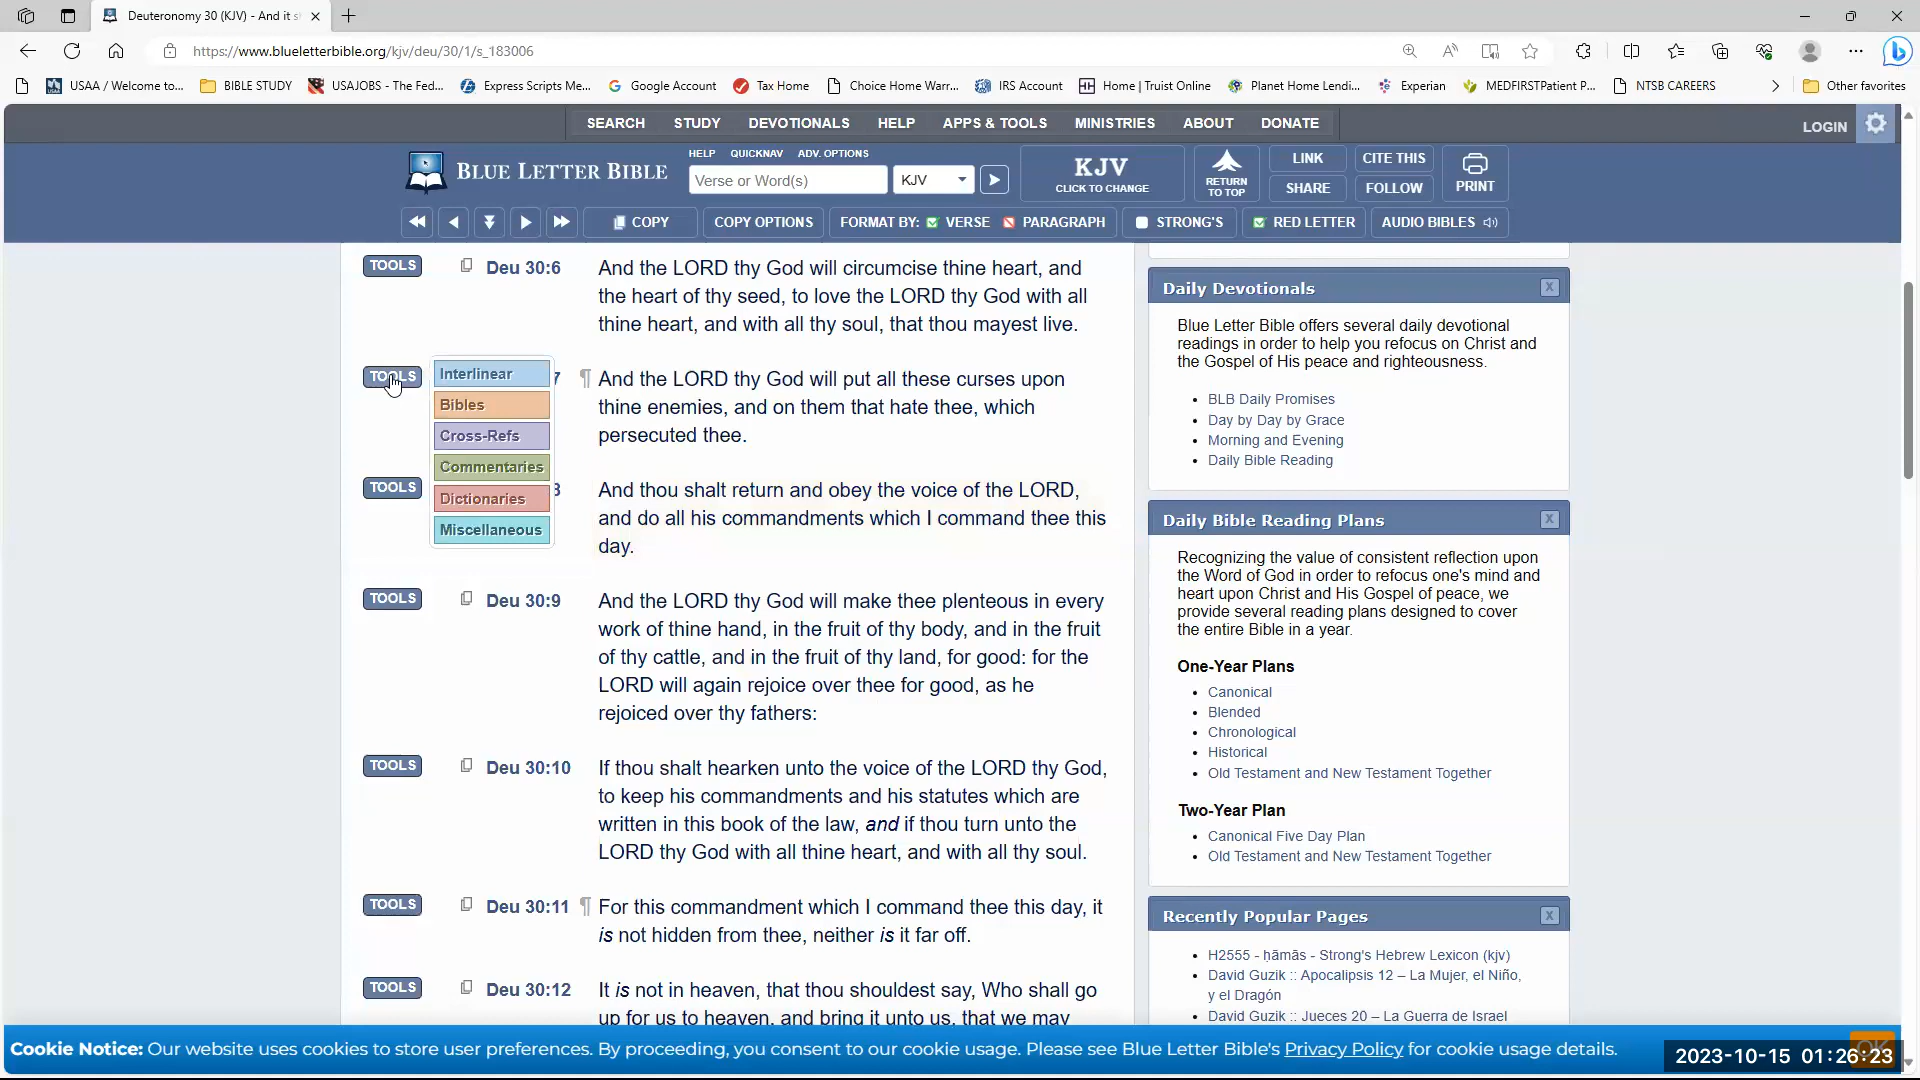 Deuteronomy 30 (KJV) - And it s
https://www.blueletterbible.org/kjv/deu/30/1/s_183006
USAA / Welcome to... BIBLE STUDY USAJOBS - The Fed... Express Scripts Me... Google Account Tax Home Choice Home Warr... IRS Account Home | Truist Online Planet Home Lendi... Experian MEDFIRSTPatient P... NTSB CAREERS Other favorites
SEARCH STUDY DEVOTIONALS HELP APPS & TOOLS MINISTRIES ABOUT DONATE
LOGIN
BLUE LETTER BIBLE
HELP QUICKNAV ADV. OPTIONS
Verse or Word(s) KJV
KJV
CLICK TO CHANGE
RETURN
TO TOP
LINK CITE THIS
SHARE FOLLOW
PRINT
COPY COPY OPTIONS FORMAT BY: VERSE PARAGRAPH STRONG'S RED LETTER AUDIO BIBLES
TOOLS Deu 30:6 And the LORD thy God will circumcise thine heart, and
the heart of thy seed, to love the LORD thy God with all
thine heart, and with all thy soul, that thou mayest live.
TOOLS 7 ¶ And the LORD thy God will put all these curses upon
thine enemies, and on them that hate thee, which
persecuted thee.
Interlinear
Bibles
Cross-Refs
Commentaries
Dictionaries
Miscellaneous
TOOLS 8 And thou shalt return and obey the voice of the LORD,
and do all his commandments which I command thee this
day.
TOOLS Deu 30:9 And the LORD thy God will make thee plenteous in every
work of thine hand, in the fruit of thy body, and in the fruit
of thy cattle, and in the fruit of thy land, for good: for the
LORD will again rejoice over thee for good, as he
rejoiced over thy fathers:
TOOLS Deu 30:10 If thou shalt hearken unto the voice of the LORD thy God,
to keep his commandments and his statutes which are
written in this book of the law, and if thou turn unto the
LORD thy God with all thine heart, and with all thy soul.
TOOLS Deu 30:11 ¶ For this commandment which I command thee this day, it
is not hidden from thee, neither is it far off.
TOOLS Deu 30:12 It is not in heaven, that thou shouldest say, Who shall go
up for us to heaven, and bring it unto us, that we may
Daily Devotionals X
Blue Letter Bible offers several daily devotional
readings in order to help you refocus on Christ and
the Gospel of His peace and righteousness.
• BLB Daily Promises
• Day by Day by Grace
• Morning and Evening
• Daily Bible Reading
Daily Bible Reading Plans X
Recognizing the value of consistent reflection upon
the Word of God in order to refocus one's mind and
heart upon Christ and His Gospel of peace, we
provide several reading plans designed to cover
the entire Bible in a year.
One-Year Plans
• Canonical
• Blended
• Chronological
• Historical
• Old Testament and New Testament Together
Two-Year Plan
• Canonical Five Day Plan
• Old Testament and New Testament Together
Recently Popular Pages X
• H2555 - ḥāmās - Strong's Hebrew Lexicon (kjv)
• David Guzik :: Apocalipsis 12 – La Mujer, el Niño,
y el Dragón
• David Guzik :: Jueces 20 – La Guerra de Israel
Cookie Notice: Our website uses cookies to store user preferences. By proceeding, you consent to our cookie usage. Please see Blue Letter Bible's Privacy Policy for cookie usage details.
OK
2023-10-15 01:26:23